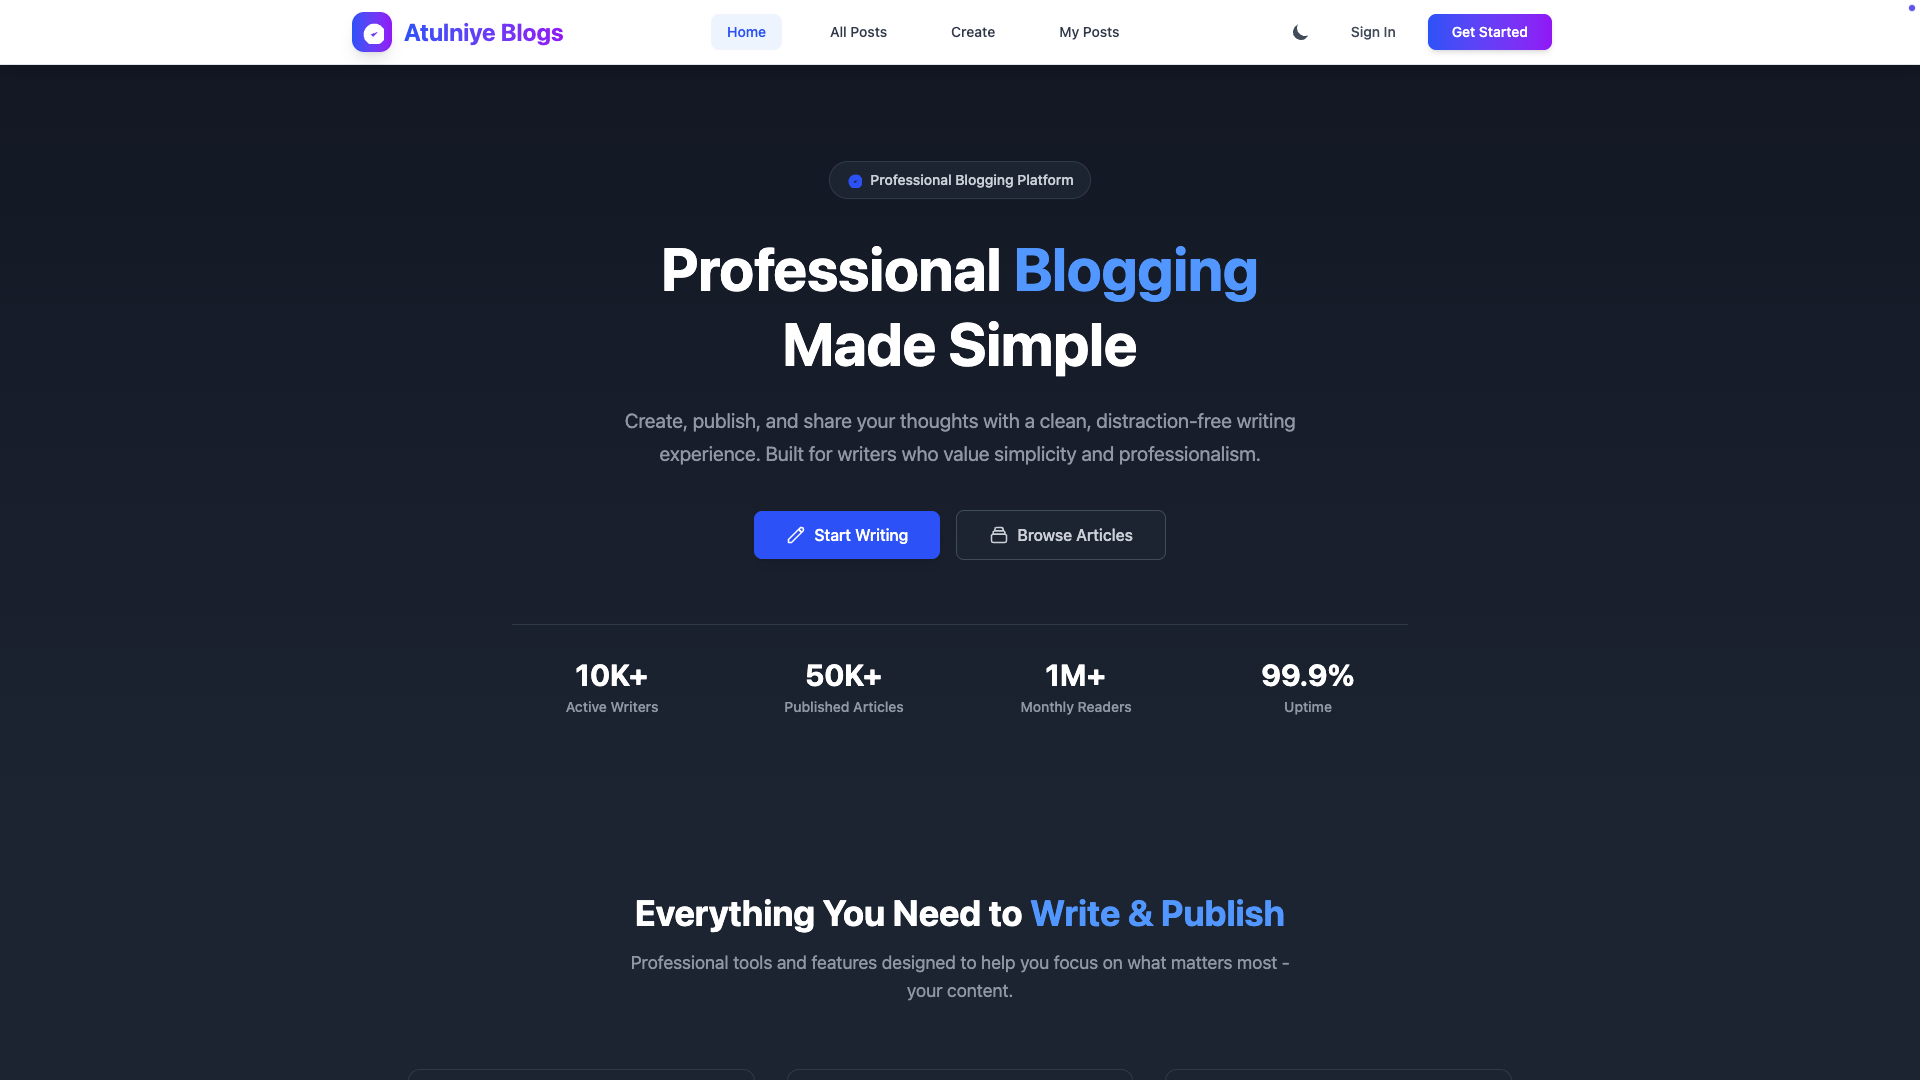 Atulniye Blogs
Home
All Posts
Create
My Posts
Sign In
Get Started
Professional Blogging Platform
Professional Blogging
Made Simple
Create, publish, and share your thoughts with a clean, distraction-free writing
experience. Built for writers who value simplicity and professionalism.
Start Writing
Browse Articles
10K+
Active Writers
50K+
Published Articles
1M+
Monthly Readers
99.9%
Uptime
Everything You Need to Write & Publish
Professional tools and features designed to help you focus on what matters most -
your content.